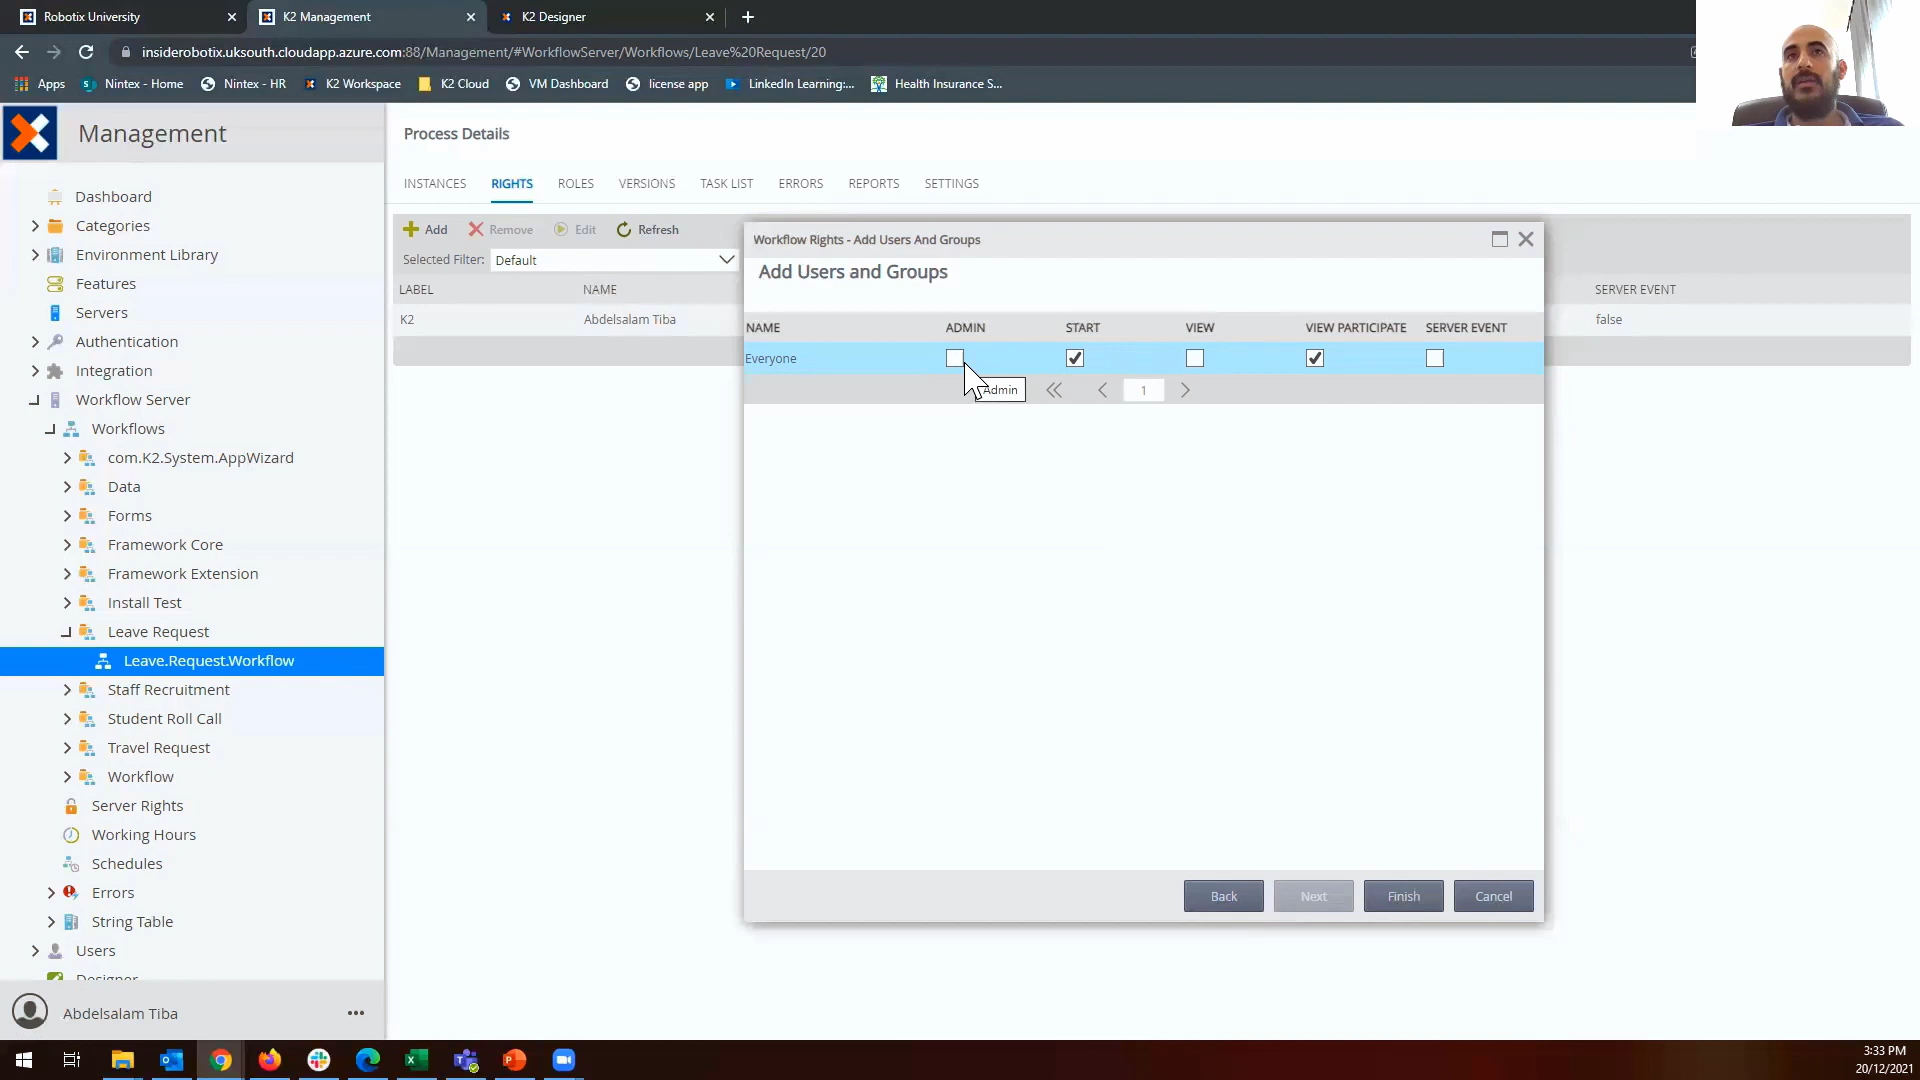 Robotix University
K2 Management
K2 Designer
insiderobotix.uksouth.cloudapp.azure.com:88/Management/#WorkflowServer/Workflows/Leave%20Request/20
Apps
Nintex - Home
Nintex - HR
K2 Workspace
K2 Cloud
VM Dashboard
license app
LinkedIn Learning:...
Health Insurance S...
Management
Dashboard
Categories
Environment Library
Features
Servers
Authentication
Integration
Workflow Server
Workflows
com.K2.System.AppWizard
Data
Forms
Framework Core
Framework Extension
Install Test
Leave Request
Leave.Request.Workflow
Staff Recruitment
Student Roll Call
Travel Request
Workflow
Server Rights
Working Hours
Schedules
Errors
String Table
Users
Designer
Abdelsalam Tiba
Process Details
INSTANCES RIGHTS ROLES VERSIONS TASK LIST ERRORS REPORTS SETTINGS
Add Remove Edit Refresh
Selected Filter: Default
LABEL NAME SERVER EVENT
K2 Abdelsalam Tiba false
Workflow Rights - Add Users And Groups
Add Users and Groups
NAME ADMIN START VIEW VIEW PARTICIPATE SERVER EVENT
Everyone
Admin
1
Back Next Finish Cancel
3:33 PM
20/12/2021